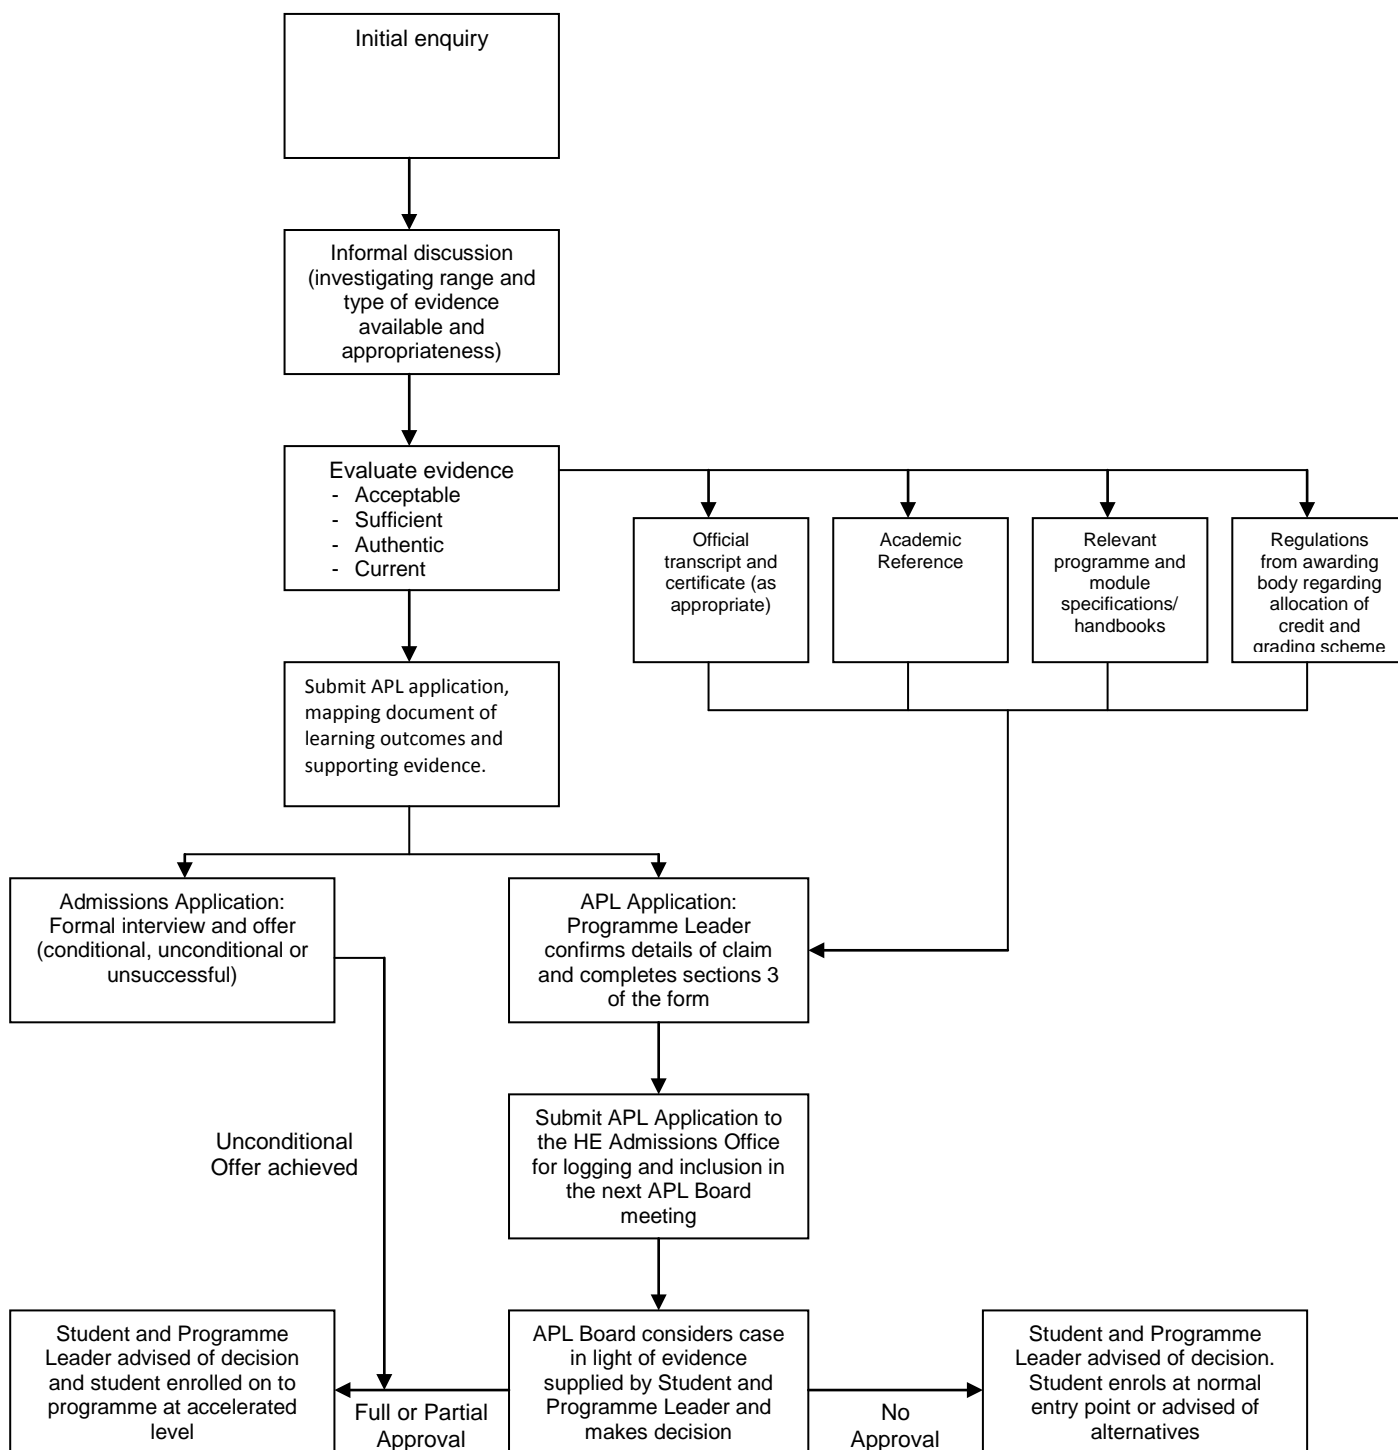 Initial enquiry
Informal discussion
(investigating range and
type of evidence
available and
appropriateness)
Evaluate evidence
- Acceptable
- Sufficient
- Authentic
- Current
Official
transcript and
certificate (as
appropriate)
Academic
Reference
Relevant
programme and
module
specifications/
handbooks
Regulations
from awarding
body regarding
allocation of
credit and
grading scheme
Submit APL application,
mapping document of
learning outcomes and
supporting evidence.
Admissions Application:
Formal interview and offer
(conditional, unconditional or
unsuccessful)
APL Application:
Programme Leader
confirms details of claim
and completes sections 3
of the form
Submit APL Application to
the HE Admissions Office
for logging and inclusion in
the next APL Board
meeting
Unconditional
Offer achieved
Student and Programme
Leader advised of decision
and student enrolled on to
programme at accelerated
level
Full or Partial
Approval
APL Board considers case
in light of evidence
supplied by Student and
Programme Leader and
makes decision
No
Approval
Student and Programme
Leader advised of decision.
Student enrols at normal
entry point or advised of
alternatives